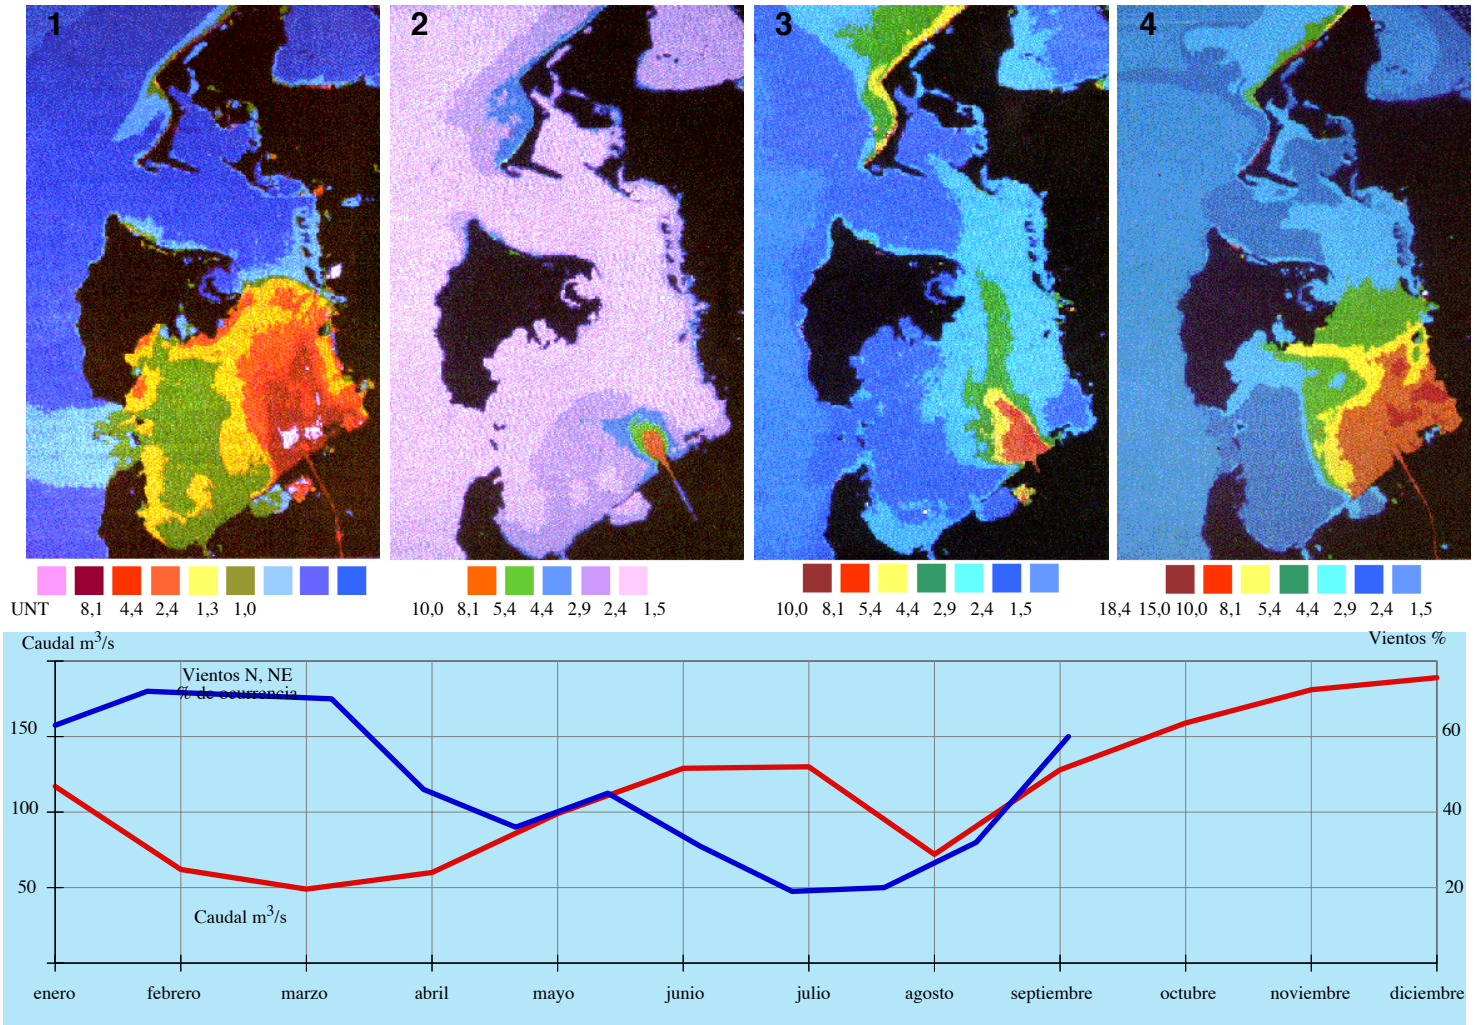 1 2 3 4
UNT 8,1 4,4 2,4 1,3 1,0
10,0 8,1 5,4 4,4 2,9 2,4 1,5
10,0 8,1 5,4 4,4 2,9 2,4 1,5
18,4 15,0 10,0 8,1 5,4 4,4 2,9 2,4 1,5
Caudal m³/s
Vientos %
Vientos N, NE
% de ocurrencia
150
100
50
60
40
20
Caudal m³/s
enero febrero marzo abril mayo junio julio agosto septiembre octubre noviembre diciembre